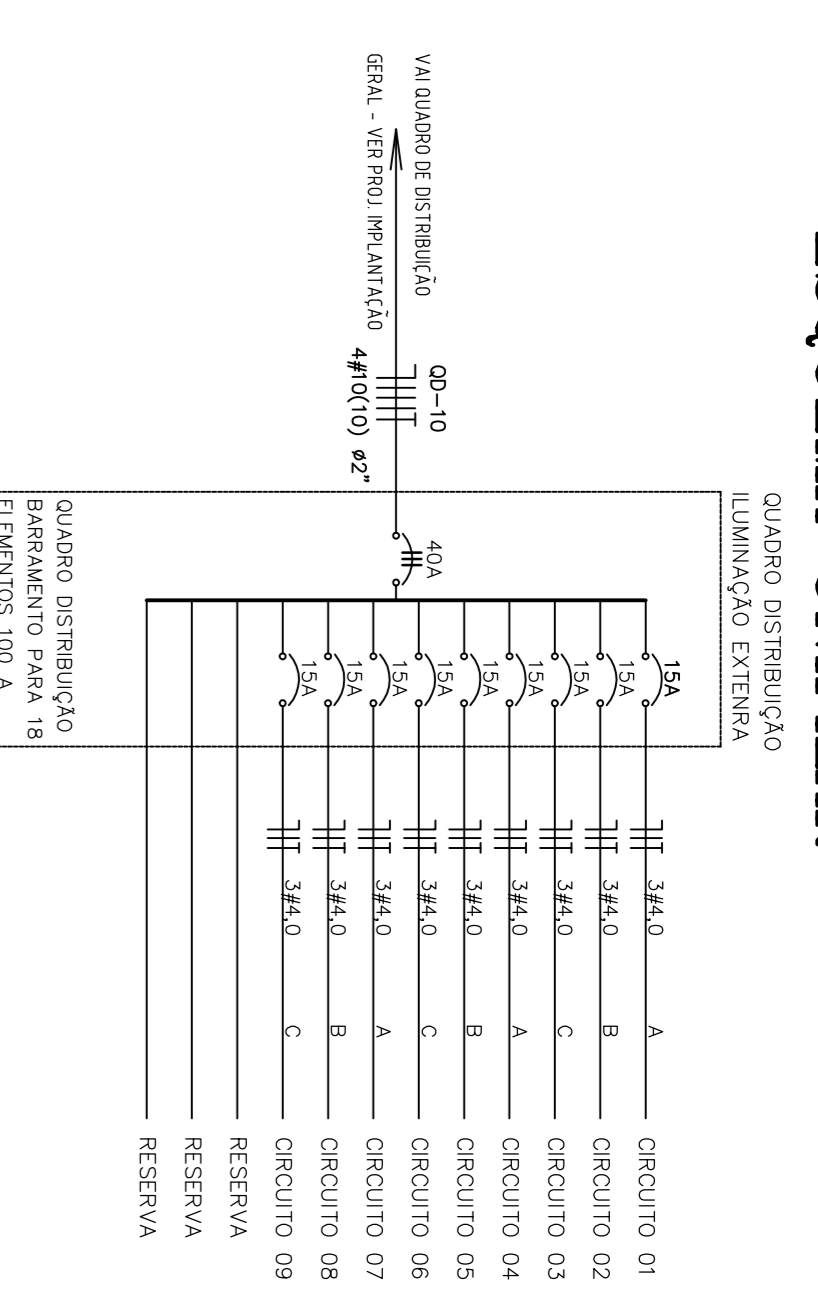 QUADRO DISTRIBUIÇÃO
ILUMINAÇÃO EXTENRA
15A
3#4,0
A
CIRCUITO 01
15A
3#4,0
B
CIRCUITO 02
15A
3#4,0
C
CIRCUITO 03
15A
3#4,0
A
CIRCUITO 04
15A
3#4,0
B
CIRCUITO 05
15A
3#4,0
C
CIRCUITO 06
15A
3#4,0
A
CIRCUITO 07
15A
3#4,0
B
CIRCUITO 08
15A
3#4,0
C
CIRCUITO 09
RESERVA
RESERVA
RESERVA
VAI QUADRO DE DISTRIBUIÇÃO
GERAL - VER PROJ. IMPLANTAÇÃO
QD-10
4#10(10) ø2"
40A
QUADRO DISTRIBUIÇÃO
BARRAMENTO PARA 18
ELEMENTOS 100 A